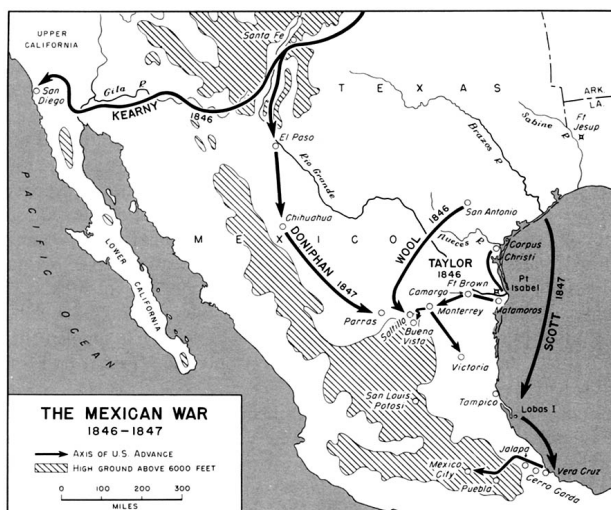 UPPER
CALIFORNIA
Santa Fe
San
Diego
Gila R
KEARNY
1846
TEXAS
ARK.
LA.
Ft
Jesup
Sabine R
Brazos R
El Paso
Rio Grande
PACIFIC
OCEAN
LOWER
CALIFORNIA
Chihuahua
MEXICO
DONIPHAN
1847
WOOL 1846
San Antonio
Nueces R
Corpus
Christi
TAYLOR
1846
Pt
Isabel
Ft Brown
Camargo
Matamoros
Monterrey
Parras
Saltillo
Buena
Vista
Victoria
SCOTT 1847
San Louis
Potosi
Tampico
Lobos I
Jalapa
Mexico
City
Puebla
Vera Cruz
Cerro Gordo
THE MEXICAN WAR
1846–1847
AXIS OF U.S. ADVANCE
HIGH GROUND ABOVE 6000 FEET
0 100 200 300
MILES